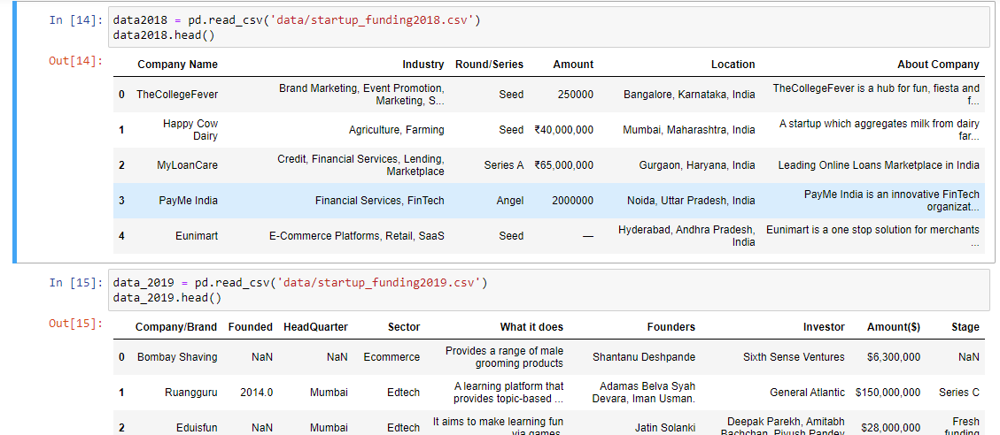 In [14]: data2018 = pd.read_csv('data/startup_funding2018.csv')
data2018.head()
Out[14]: Company Name Industry Round/Series Amount Location About Company
0 TheCollegeFever Brand Marketing, Event Promotion, Marketing, S... Seed 250000 Bangalore, Karnataka, India TheCollegeFever is a hub for fun, fiesta and f...
1 Happy Cow Dairy Agriculture, Farming Seed ₹40,000,000 Mumbai, Maharashtra, India A startup which aggregates milk from dairy far...
2 MyLoanCare Credit, Financial Services, Lending, Marketplace Series A ₹65,000,000 Gurgaon, Haryana, India Leading Online Loans Marketplace in India
3 PayMe India Financial Services, FinTech Angel 2000000 Noida, Uttar Pradesh, India PayMe India is an innovative FinTech organizat...
4 Eunimart E-Commerce Platforms, Retail, SaaS Seed — Hyderabad, Andhra Pradesh, India Eunimart is a one stop solution for merchants ...
In [15]: data_2019 = pd.read_csv('data/startup_funding2019.csv')
data_2019.head()
Out[15]: Company/Brand Founded HeadQuarter Sector What it does Founders Investor Amount($) Stage
0 Bombay Shaving NaN NaN Ecommerce Provides a range of male grooming products Shantanu Deshpande Sixth Sense Ventures $6,300,000 NaN
1 Ruangguru 2014.0 Mumbai Edtech A learning platform that provides topic-based ... Adamas Belva Syah Devara, Iman Usman. General Atlantic $150,000,000 Series C
2 Eduisfun NaN Mumbai Edtech It aims to make learning fun via games. Jatin Solanki Deepak Parekh, Amitabh Bachchan, Piyush Pandey $28,000,000 Fresh funding